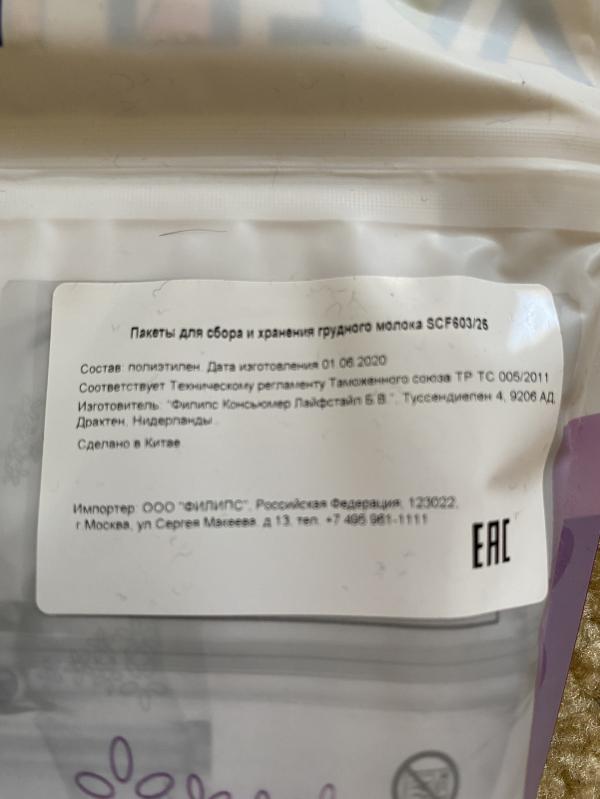 Пакеты для сбора и хранения грудного молока SCF603/25
Состав: полиэтилен. Дата изготовления 01.06.2020
Соответствует Техническому регламенту Таможенного союза ТР ТС 005/2011
Изготовитель: "Филипс Консьюмер Лайфстайл Б.В.", Туссендиепен 4, 9206 АД,
Драхтен, Нидерланды.
Сделано в Китае
Импортер: ООО "ФИЛИПС", Российская Федерация, 123022,
г.Москва, ул.Сергея Макеева, д.13, тел. +7 495 961-1111
EAC